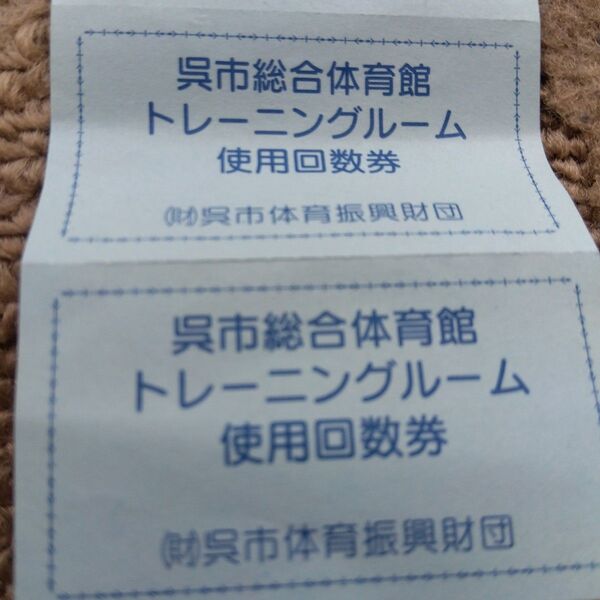 呉市総合体育館
トレーニングルーム
使用回数券
㈶呉市体育振興財団
呉市総合体育館
トレーニングルーム
使用回数券
㈶呉市体育振興財団